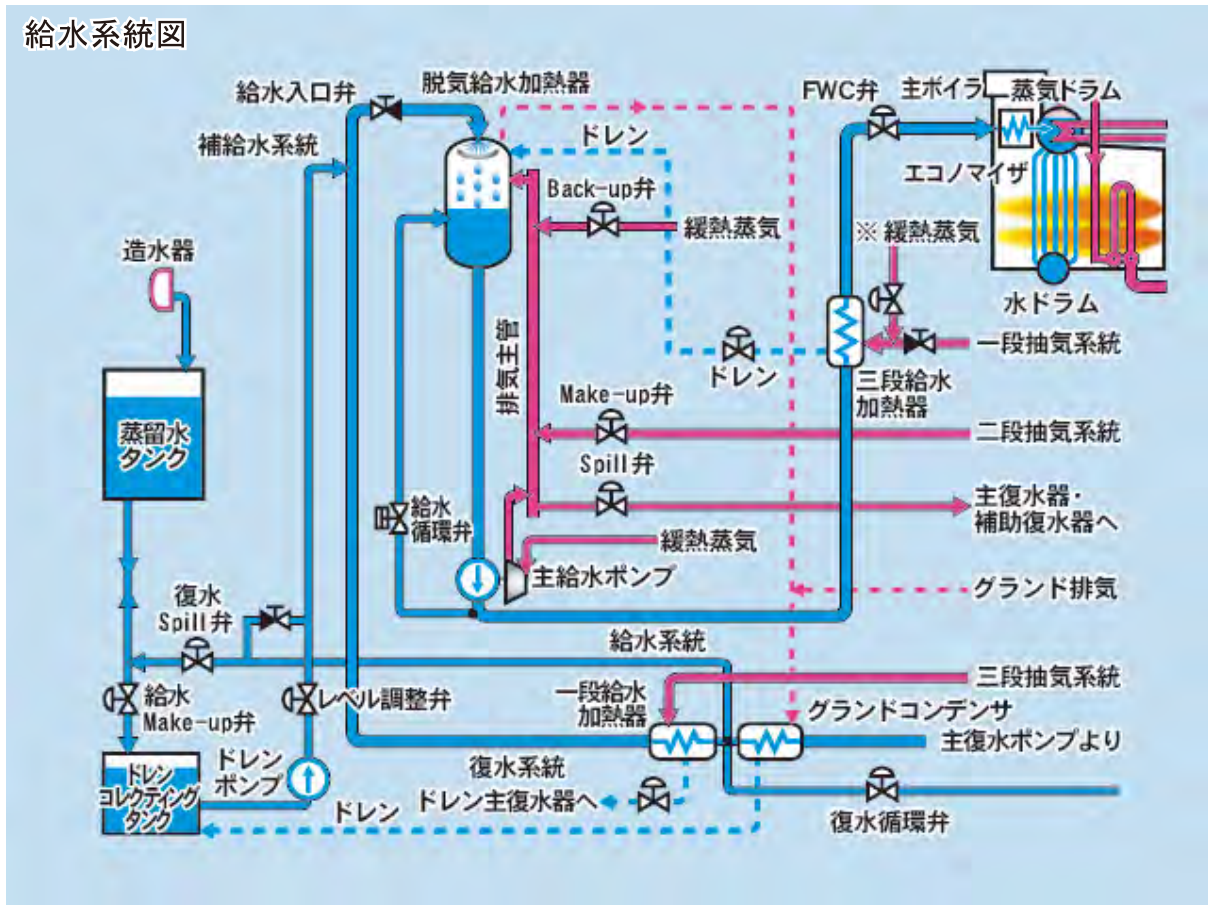 給水系統図
脱気給水加熱器
給水入口弁
FWC弁
主ボイラ
蒸気ドラム
ドレン
補給水系統
エコノマイザ
Back-up弁
緩熱蒸気
※ 緩熱蒸気
造水器
水ドラム
排気主管
ドレン
一段抽気系統
三段給水
加熱器
Make-up弁
蒸留水
タンク
二段抽気系統
Spill弁
給水
循環弁
主復水器・
補助復水器へ
緩熱蒸気
主給水ポンプ
復水
Spill弁
グランド排気
給水系統
給水
Make-up弁
レベル調整弁
一段給水
加熱器
三段抽気系統
グランドコンデンサ
主復水ポンプより
ドレン
ポンプ
復水系統
ドレン
コレクティング
タンク
ドレン主復水器へ
ドレン
復水循環弁